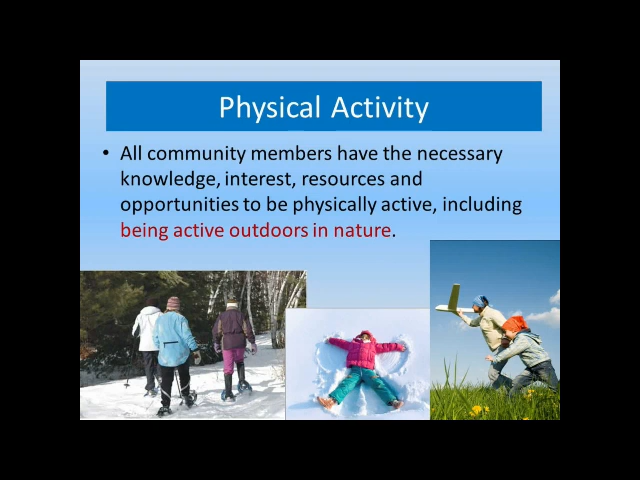 Physical Activity
• All community members have the necessary
knowledge, interest, resources and
opportunities to be physically active, including
being active outdoors in nature.